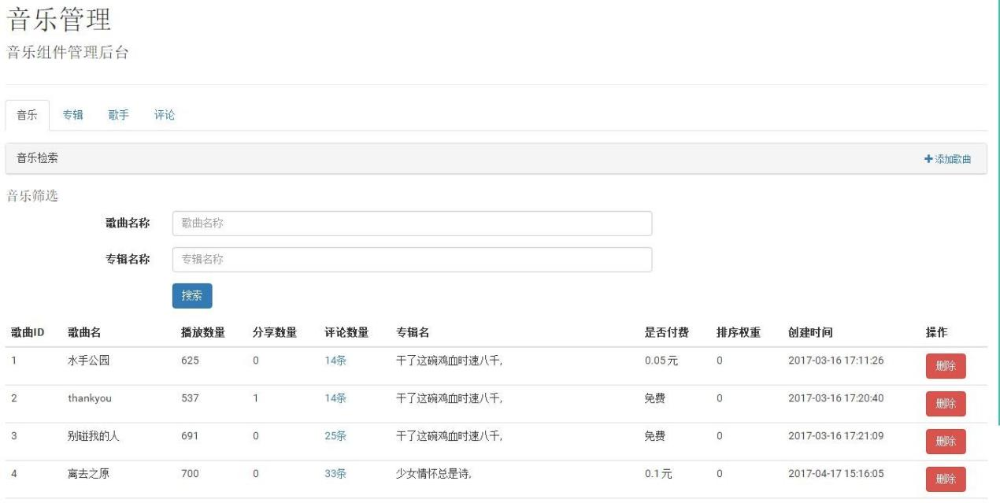 音乐管理
音乐组件管理后台
音乐 专辑 歌手 评论
音乐检索 添加歌曲
音乐筛选
歌曲名称 歌曲名称
专辑名称 专辑名称
搜索
歌曲ID 歌曲名 播放数量 分享数量 评论数量 专辑名 是否付费 排序权重 创建时间 操作
1 水手公园 625 0 14条 干了这碗鸡血时速八千, 0.05元 0 2017-03-16 17:11:26 删除
2 thankyou 537 1 14条 干了这碗鸡血时速八千, 免费 0 2017-03-16 17:20:40 删除
3 别碰我的人 691 0 25条 干了这碗鸡血时速八千, 免费 0 2017-03-16 17:21:09 删除
4 离去之原 700 0 33条 少女情怀总是诗, 0.1元 0 2017-04-17 15:16:05 删除